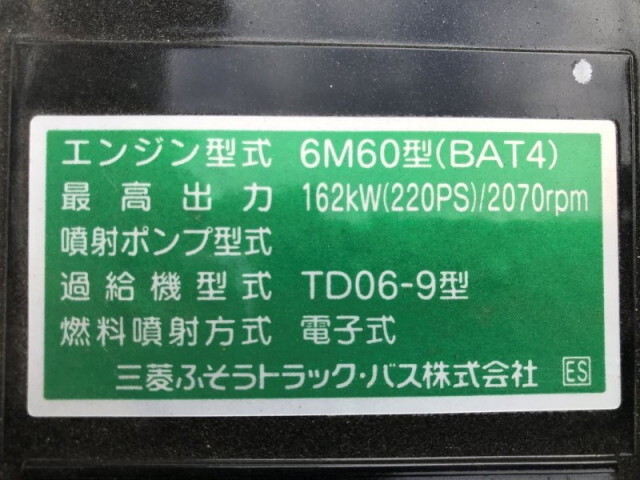 エンジン型式 6M60型(BAT4)
最高出力 162kW(220PS)/2070rpm
噴射ポンプ型式
過給機型式 TD06-9型
燃料噴射方式 電子式
三菱ふそうトラック・バス株式会社 ES